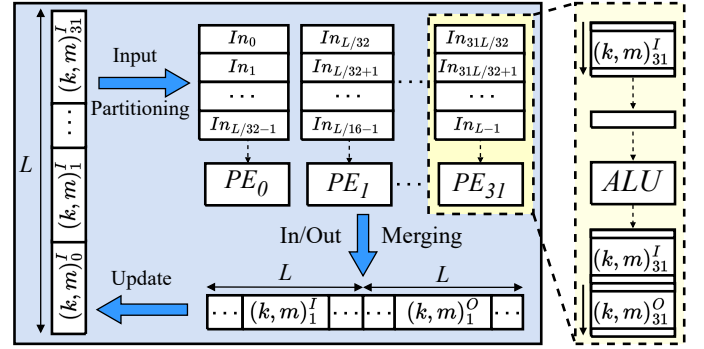 L
(k, m)^I_31
...
(k, m)^I_1
(k, m)^I_0
Input
Partitioning
In_0
In_1
...
In_{L/32−1}
PE_0
In_{L/32}
In_{L/32+1}
...
In_{L/16−1}
PE_1
...
...
In_{31L/32}
In_{31L/32+1}
...
In_{L−1}
PE_31
In/Out Merging
Update
L L
... (k, m)^I_1 ... ... (k, m)^O_1 ...
(k, m)^I_31
ALU
(k, m)^I_31
(k, m)^O_31